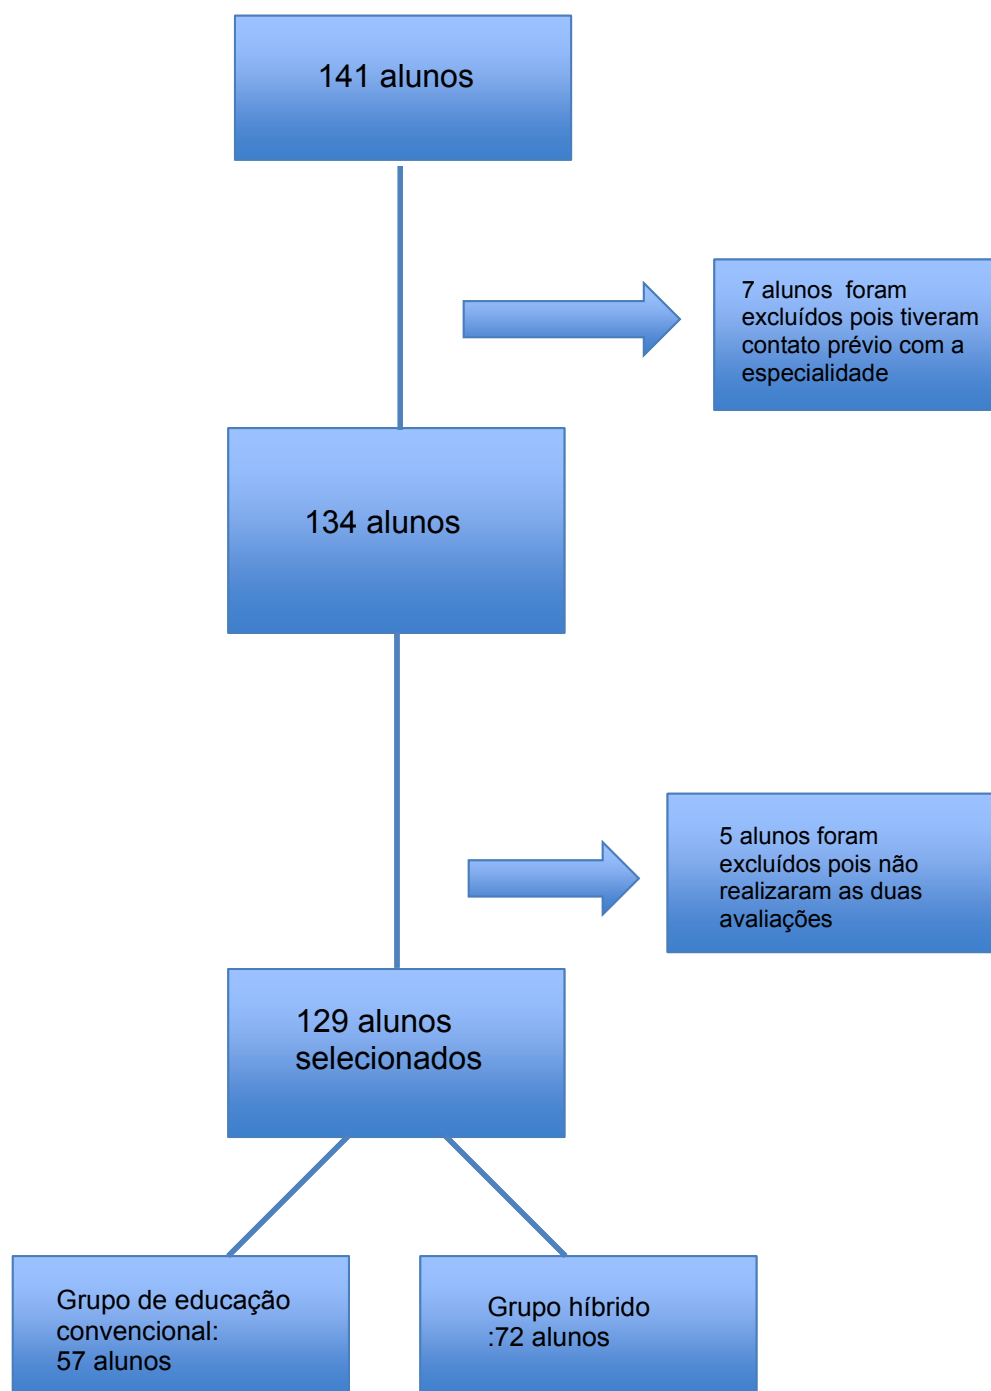 141 alunos
7 alunos foram
excluídos pois tiveram
contato prévio com a
especialidade
134 alunos
5 alunos foram
excluídos pois não
realizaram as duas
avaliações
129 alunos
selecionados
Grupo de educação
convencional:
57 alunos
Grupo híbrido
:72 alunos